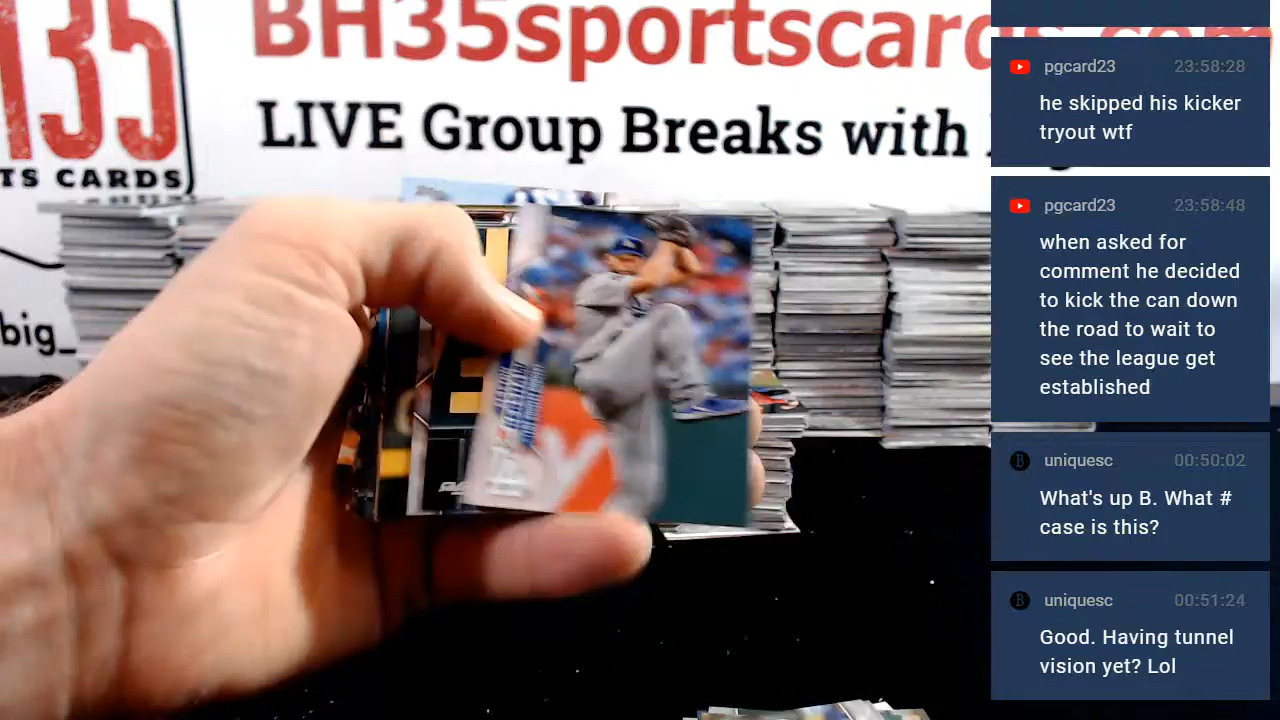 135
TS CARDS
BH35sportscards.com
LIVE Group Breaks with
big_
pgcard23 23:58:28
he skipped his kicker
tryout wtf
pgcard23 23:58:48
when asked for
comment he decided
to kick the can down
the road to wait to
see the league get
established
uniquesc 00:50:02
What's up B. What #
case is this?
uniquesc 00:51:24
Good. Having tunnel
vision yet? Lol